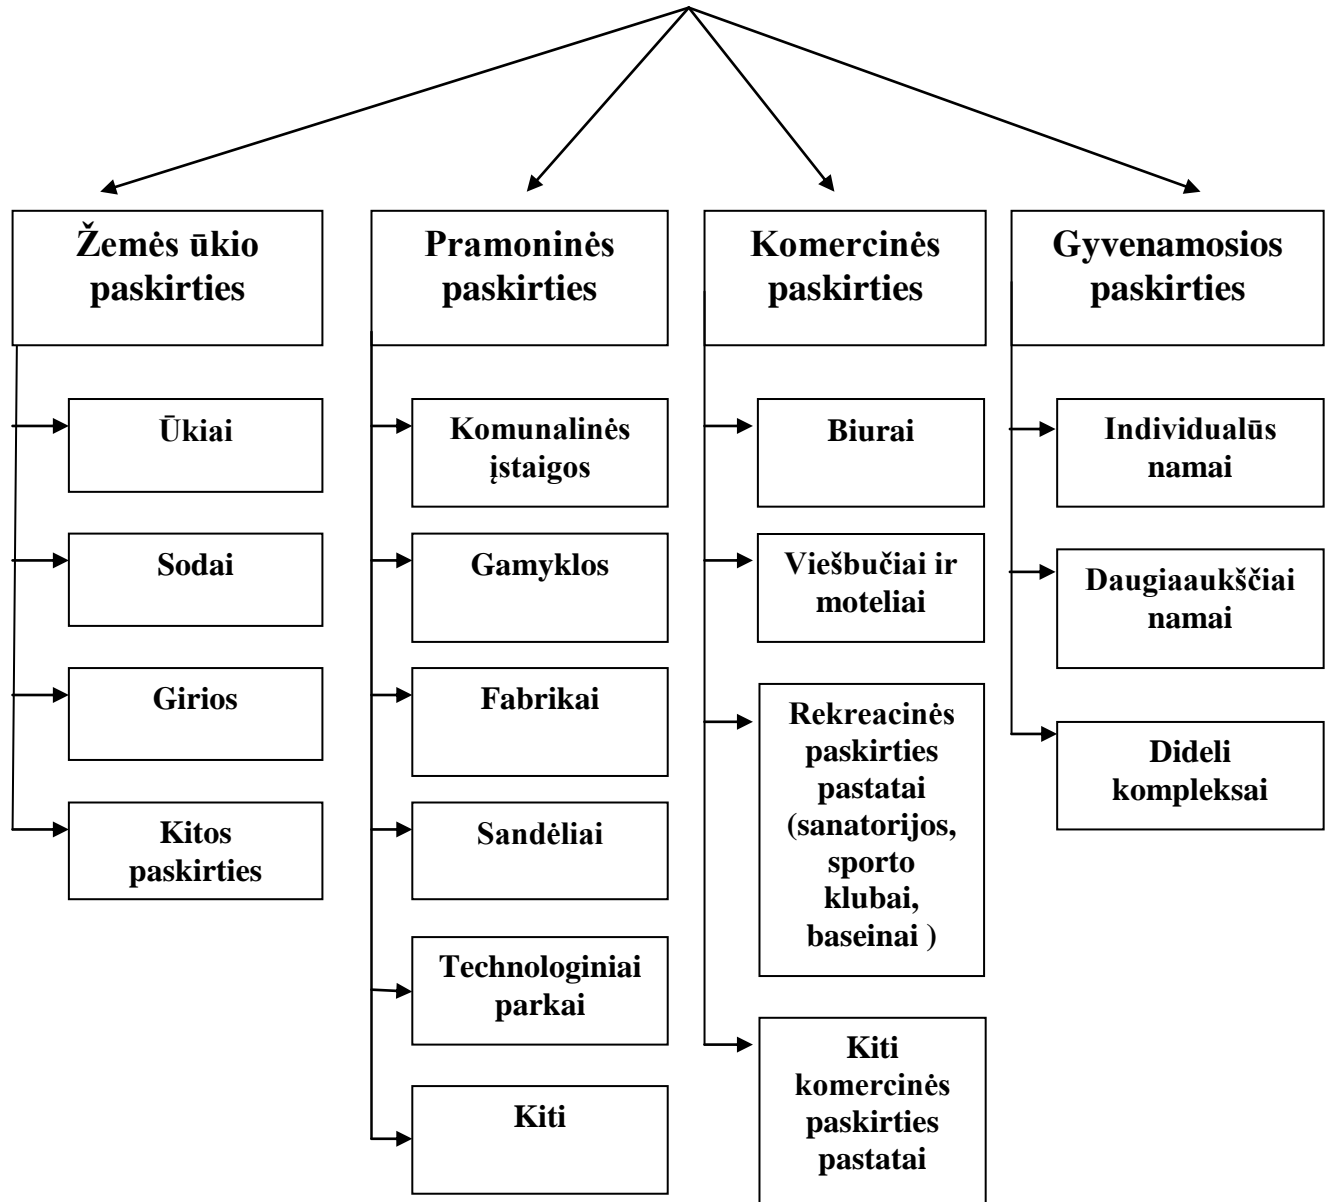 Žemės ūkio
paskirties
Ūkiai
Sodai
Girios
Kitos
paskirties
Pramoninės
paskirties
Komunalinės
įstaigos
Gamyklos
Fabrikai
Sandėliai
Technologiniai
parkai
Kiti
Komercinės
paskirties
Biurai
Viešbučiai ir
moteliai
Rekreacinės
paskirties
pastatai
(sanatorijos,
sporto
klubai,
baseinai )
Kiti
komercinės
paskirties
pastatai
Gyvenamosios
paskirties
Individualūs
namai
Daugiaaukščiai
namai
Dideli
kompleksai